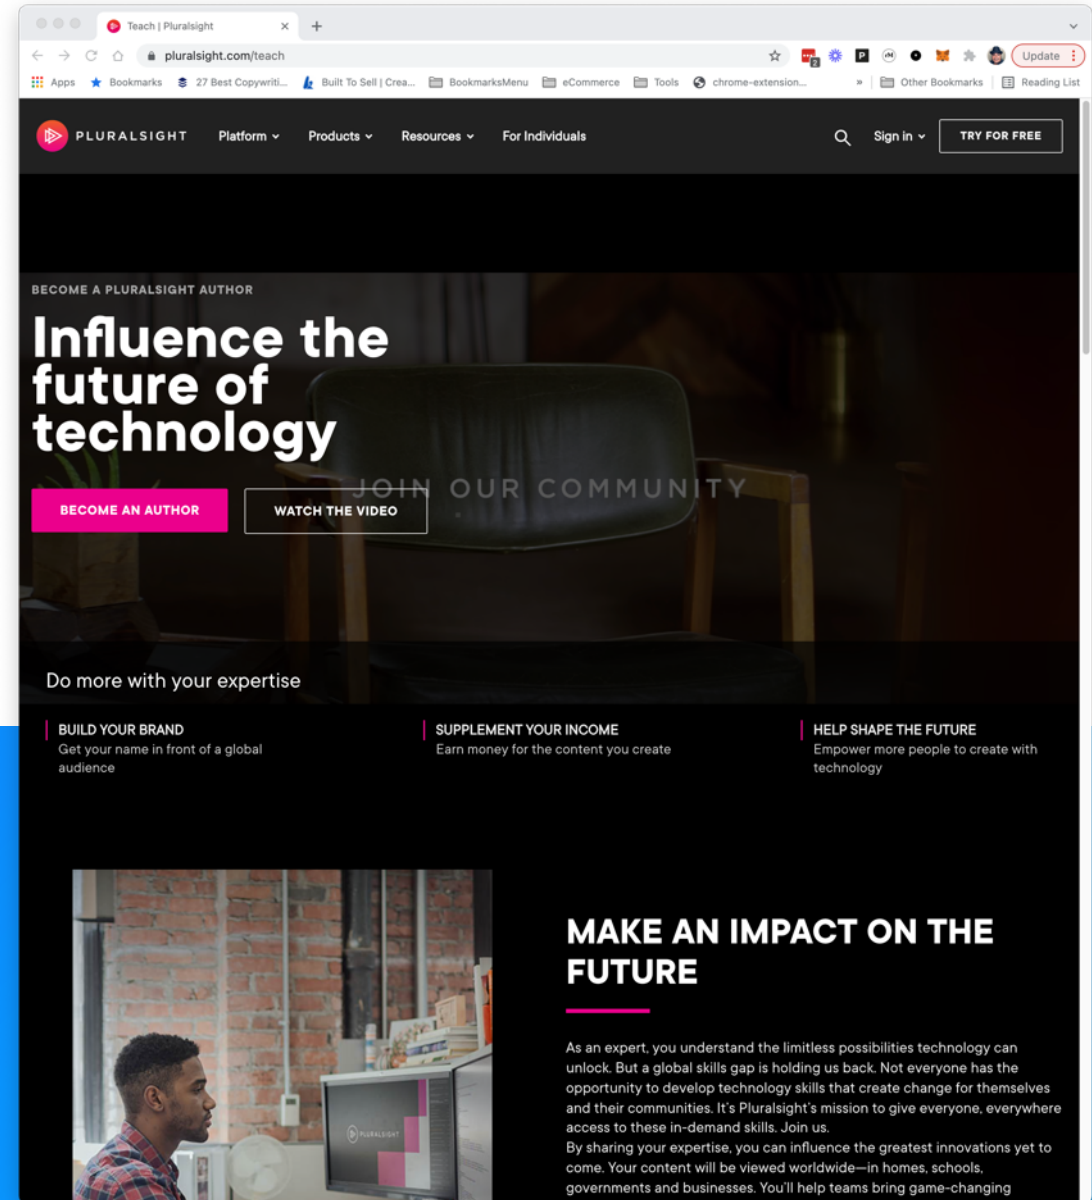 Teach | Pluralsight
pluralsight.com/teach
2
P
Update
Apps
Bookmarks
27 Best Copywriti...
Built To Sell | Crea...
BookmarksMenu
eCommerce
Tools
chrome-extension...
»
Other Bookmarks
Reading List
PLURALSIGHT
Platform
Products
Resources
For Individuals
Sign in
TRY FOR FREE
BECOME A PLURALSIGHT AUTHOR
Influence the
future of
technology
JOIN OUR COMMUNITY
BECOME AN AUTHOR
WATCH THE VIDEO
Do more with your expertise
BUILD YOUR BRAND
Get your name in front of a global
audience
SUPPLEMENT YOUR INCOME
Earn money for the content you create
HELP SHAPE THE FUTURE
Empower more people to create with
technology
MAKE AN IMPACT ON THE
FUTURE
As an expert, you understand the limitless possibilities technology can
unlock. But a global skills gap is holding us back. Not everyone has the
opportunity to develop technology skills that create change for themselves
and their communities. It's Pluralsight's mission to give everyone, everywhere
access to these in-demand skills. Join us.
By sharing your expertise, you can influence the greatest innovations yet to
come. Your content will be viewed worldwide—in homes, schools,
governments and businesses. You'll help teams bring game-changing
PLURALSIGHT